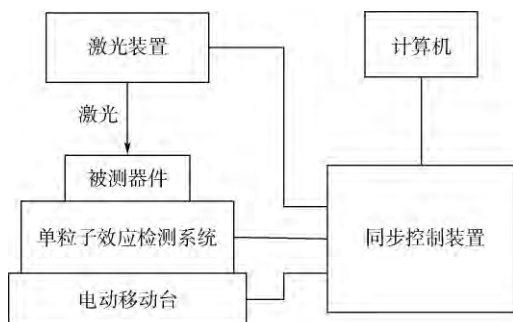 激光装置
计算机
激光
被测器件
单粒子效应检测系统
同步控制装置
电动移动台